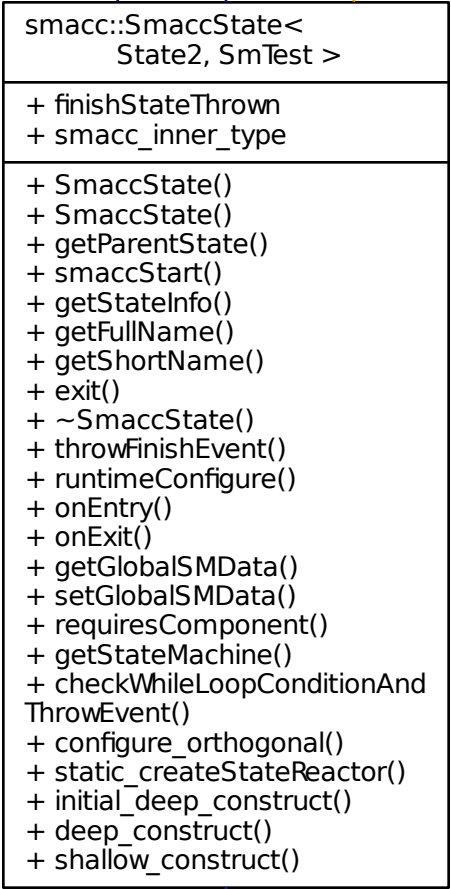 smacc::SmaccState<
State2, SmTest >
+ finishStateThrown
+ smacc_inner_type
+ SmaccState()
+ SmaccState()
+ getParentState()
+ smaccStart()
+ getStateInfo()
+ getFullName()
+ getShortName()
+ exit()
+ ~SmaccState()
+ throwFinishEvent()
+ runtimeConfigure()
+ onEntry()
+ onExit()
+ getGlobalSMData()
+ setGlobalSMData()
+ requiresComponent()
+ getStateMachine()
+ checkWhileLoopConditionAnd
ThrowEvent()
+ configure_orthogonal()
+ static_createStateReactor()
+ initial_deep_construct()
+ deep_construct()
+ shallow_construct()